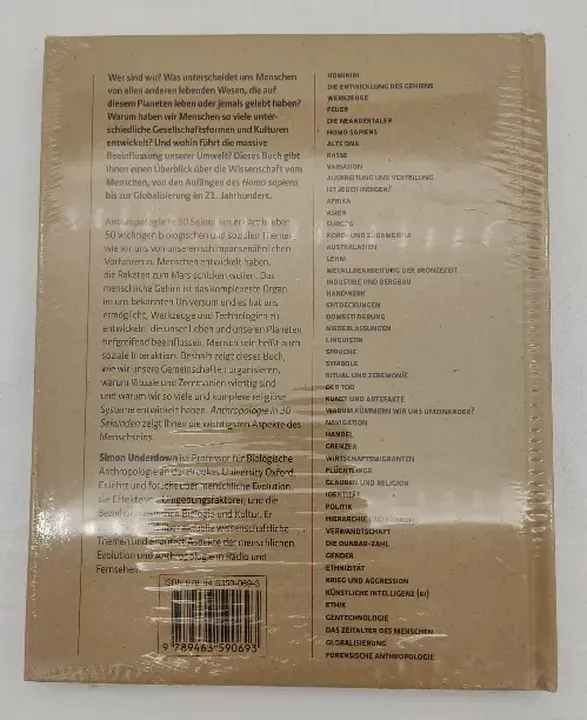 Wer sind wir? Was unterscheidet uns Menschen
von allen anderen lebenden Wesen, die auf
diesem Planeten leben oder jemals gelebt haben?
Warum haben wir Menschen so viele unter-
schiedliche Gesellschaftsformen und Kulturen
entwickelt? Und wohin führt die massive
Beeinflussung unserer Umwelt? Dieses Buch gibt
Ihnen einen Überblick über die Wissenschaft vom
Menschen, von den Anfängen des Homo sapiens
bis zur Globalisierung im 21. Jahrhundert.
Anthropologie in 30 Sekunden erklärt in über
50 wichtigen biologischen und sozialen Themen,
wie wir uns von unseren schimpansenähnlichen
Vorfahren zu Menschen entwickelt haben,
die Raketen zum Mars schicken wollen. Das
menschliche Gehirn ist das komplexeste Organ
im uns bekannten Universum und es hat uns
ermöglicht, Werkzeuge und Technologien zu
entwickeln, die unser Leben und unseren Planeten
tiefgreifend beeinflussen. Mensch sein heißt auch
soziale Interaktion. Deshalb zeigt dieses Buch,
wie wir unsere Gemeinschaften organisieren,
warum Rituale und Zeremonien wichtig sind
und warum wir so viele und komplexe religiöse
Systeme entwickelt haben. Anthropologie in 30
Sekunden zeigt Ihnen die wichtigsten Aspekte des
Menschseins.
Simon Underdown ist Professor für Biologische
Anthropologie an der Brookes University Oxford.
Er lehrt und forscht über menschliche Evolution,
die Effekte von Umgebungsfaktoren und die
Beziehung zwischen Biologie und Kultur. Er
über aktuelle wissenschaftliche
Themen und erläutert Aspekte der menschlichen
Evolution und Anthropologie in Radio und
Fernsehen.
ISBN 978-94-6359-069-3
9 789463 590693
HOMININI
DIE ENTWICKLUNG DES GEHIRNS
WERKZEUGE
FEUER
DIE NEANDERTALER
HOMO SAPIENS
ALTE DNA
RASSE
VARIATION
AUSBREITUNG UND VERTEILUNG
IST JEDER INDIGEN?
AFRIKA
ASIEN
EUROPA
NORD- UND SÜDAMERIKA
AUSTRALASIEN
LEHM
METALLBEARBEITUNG DER BRONZEZEIT
INDUSTRIE UND BERGBAU
HANDWERK
ENTDECKUNGEN
DOMESTIZIERUNG
NIEDERLASSUNGEN
LINGUISTIK
SPRACHE
SYMBOLE
RITUAL UND ZEREMONIE
DER TOD
KUNST UND ARTEFAKTE
WARUM KÜMMERN WIR UNS UMEINANDER?
NAVIGATION
HANDEL
GRENZEN
WIRTSCHAFTSMIGRANTEN
FLÜCHTLINGE
GLAUBEN UND RELIGION
IDENTITÄT
POLITIK
HIERARCHIE UND FÜHRUNG
VERWANDTSCHAFT
DIE DUNBAR-ZAHL
GENDER
ETHNIZITÄT
KRIEG UND AGGRESSION
KÜNSTLICHE INTELLIGENZ (KI)
ETHIK
GENTECHNOLOGIE
DAS ZEITALTER DES MENSCHEN
GLOBALISIERUNG
FORENSISCHE ANTHROPOLOGIE